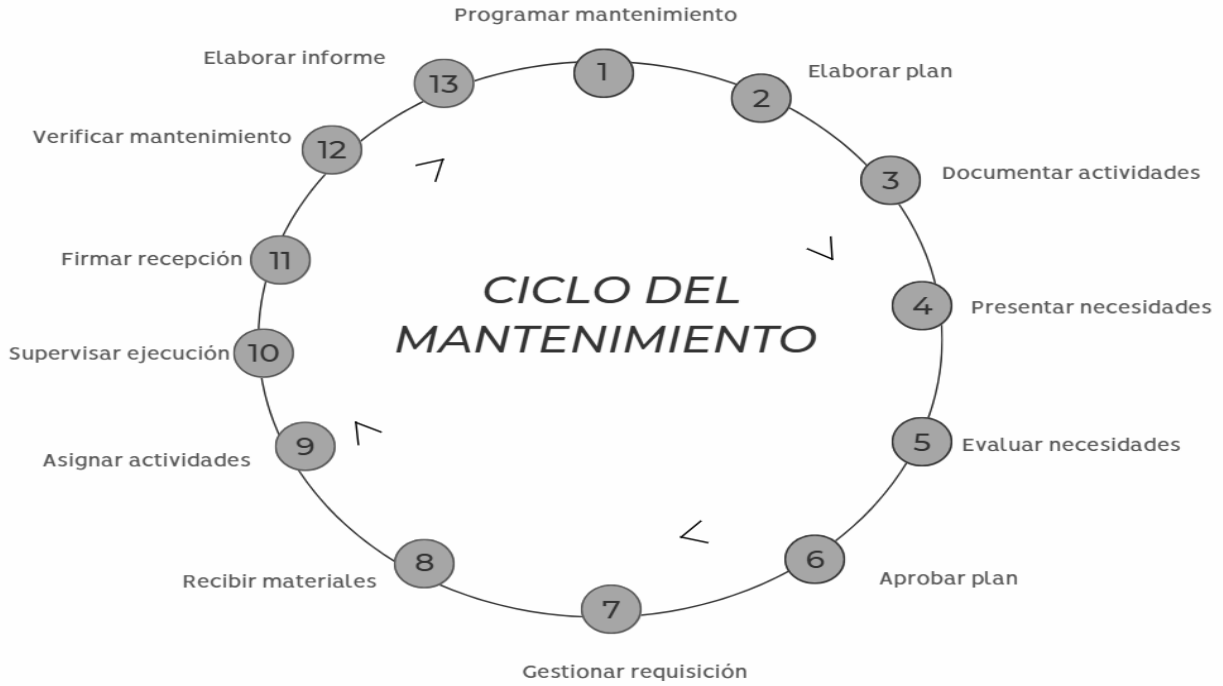 Programar mantenimiento
1
Elaborar plan
2
Documentar actividades
3
Presentar necesidades
4
Evaluar necesidades
5
Aprobar plan
6
Gestionar requisición
7
Recibir materiales
8
Asignar actividades
9
Supervisar ejecución
10
Firmar recepción
11
Verificar mantenimiento
12
Elaborar informe
13
CICLO DEL
MANTENIMIENTO